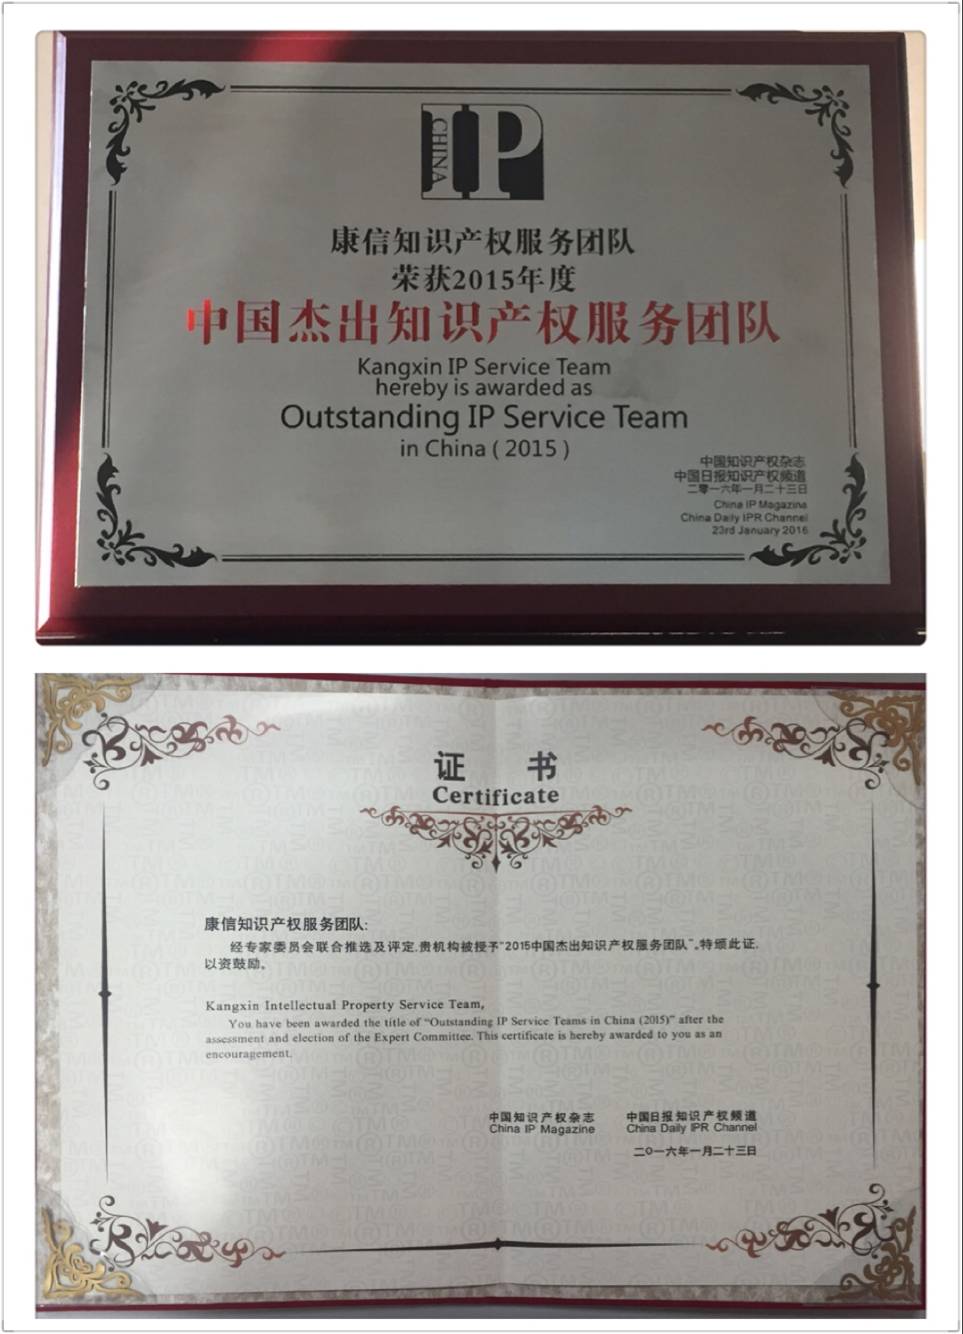 CHINA
IP
康信知识产权服务团队
荣获2015年度
中国杰出知识产权服务团队
Kangxin IP Service Team
hereby is awarded as
Outstanding IP Service Team
in China ( 2015 )
中国知识产权杂志
中国日报知识产权频道
二零一六年一月二十三日
China IP Magazine
China Daily IPR Channel
23rd January 2016
证 书
Certificate
康信知识产权服务团队:
经专家委员会联合推选及评定,贵机构被授予“2015中国杰出知识产权服务团队”。特颁此证,
以资鼓励。
Kangxin Intellectual Property Service Team,
You have been awarded the title of “Outstanding IP Service Teams in China (2015)” after the
assessment and election of the Expert Committee. This certificate is hereby awarded to you as an
encouragement.
中国知识产权杂志 中国日报知识产权频道
China IP Magazine China Daily IPR Channel
二〇一六年一月二十三日